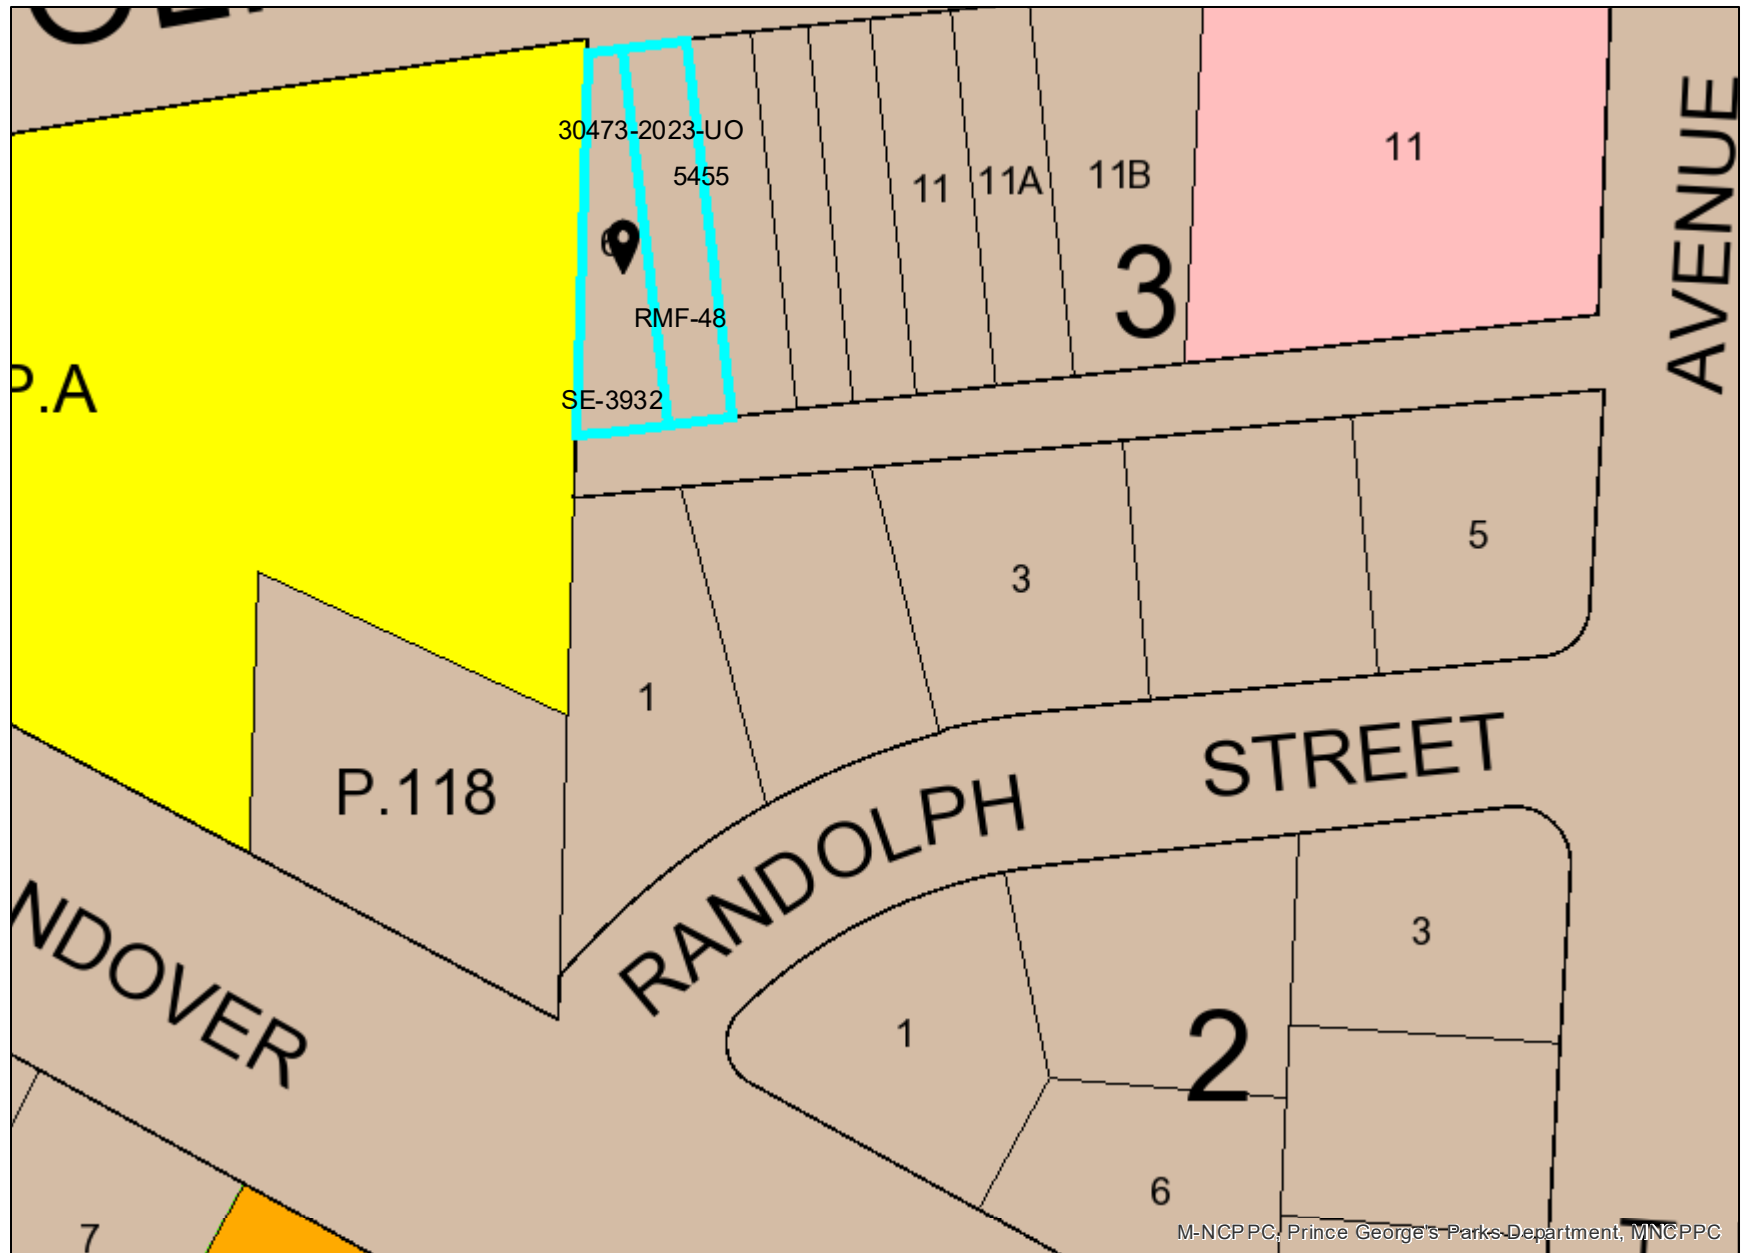 30473-2023-UO
5455
11
11A
11B
11
AVENUE
6
3
RMF-48
P.A
SE-3932
1
3
5
P.118
RANDOLPH STREET
NDOVER
1
2
3
6
7
M-NCPPC, Prince George's Parks Department, MNCPPC